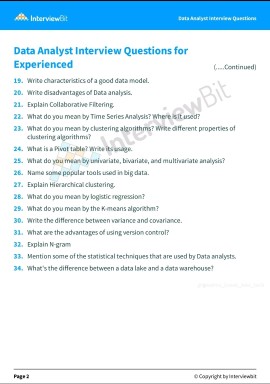 InterviewBit
Data Analyst Interview Questions
Data Analyst Interview Questions for
Experienced
(.....Continued)
19. Write characteristics of a good data model.
20. Write disadvantages of Data analysis.
21. Explain Collaborative Filtering.
22. What do you mean by Time Series Analysis? Where is it used?
23. What do you mean by clustering algorithms? Write different properties of
clustering algorithms?
24. What is a Pivot table? Write its usage.
25. What do you mean by univariate, bivariate, and multivariate analysis?
26. Name some popular tools used in big data.
27. Explain Hierarchical clustering.
28. What do you mean by logistic regression?
29. What do you mean by the K-means algorithm?
30. Write the difference between variance and covariance.
31. What are the advantages of using version control?
32. Explain N-gram
33. Mention some of the statistical techniques that are used by Data analysts.
34. What's the difference between a data lake and a data warehouse?
InterviewBit
Page 2
© Copyright by Interviewbit